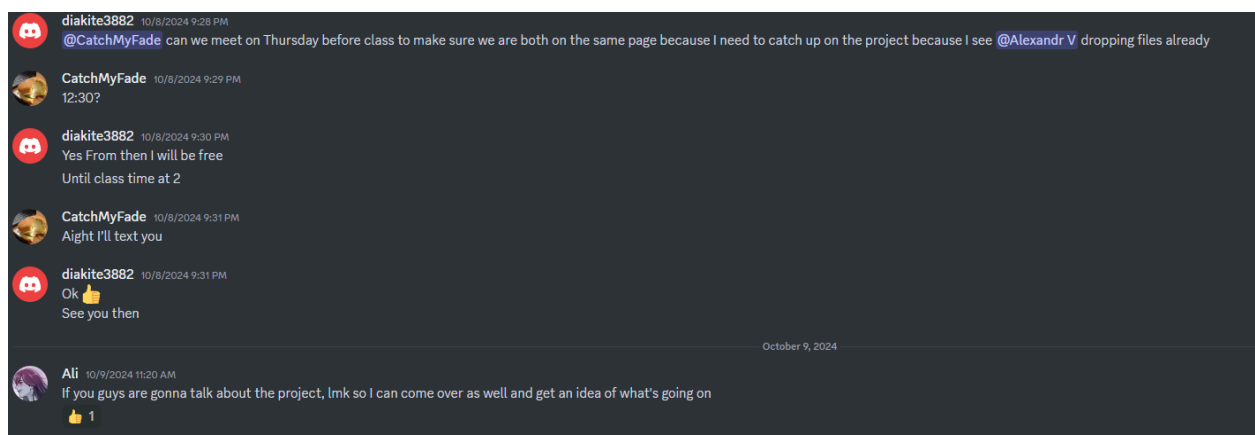 diakite3882 10/8/2024 9:28 PM
@CatchMyFade can we meet on Thursday before class to make sure we are both on the same page because I need to catch up on the project because I see @Alexandr V dropping files already
CatchMyFade 10/8/2024 9:29 PM
12:30?
diakite3882 10/8/2024 9:30 PM
Yes From then I will be free
Until class time at 2
CatchMyFade 10/8/2024 9:31 PM
Aight I'll text you
diakite3882 10/8/2024 9:31 PM
Ok 👍
See you then
October 9, 2024
Ali 10/9/2024 11:20 AM
If you guys are gonna talk about the project, lmk so I can come over as well and get an idea of what's going on
👍 1